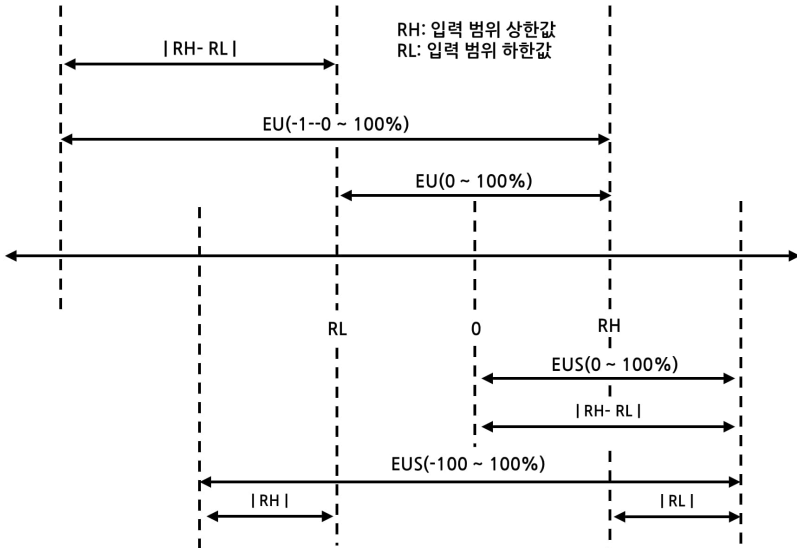 RH: 입력 범위 상한값
RL: 입력 범위 하한값
| RH- RL |
EU(-1--0 ~ 100%)
EU(0 ~ 100%)
RL
0
RH
EUS(0 ~ 100%)
| RH- RL |
EUS(-100 ~ 100%)
| RH |
| RL |